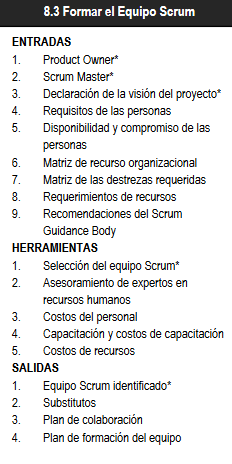 8.3 Formar el Equipo Scrum
ENTRADAS
1. Product Owner*
2. Scrum Master*
3. Declaración de la visión del proyecto*
4. Requisitos de las personas
5. Disponibilidad y compromiso de las
personas
6. Matriz de recurso organizacional
7. Matriz de las destrezas requeridas
8. Requerimientos de recursos
9. Recomendaciones del Scrum
Guidance Body
HERRAMIENTAS
1. Selección del equipo Scrum*
2. Asesoramiento de expertos en
recursos humanos
3. Costos del personal
4. Capacitación y costos de capacitación
5. Costos de recursos
SALIDAS
1. Equipo Scrum identificado*
2. Substitutos
3. Plan de colaboración
4. Plan de formación del equipo